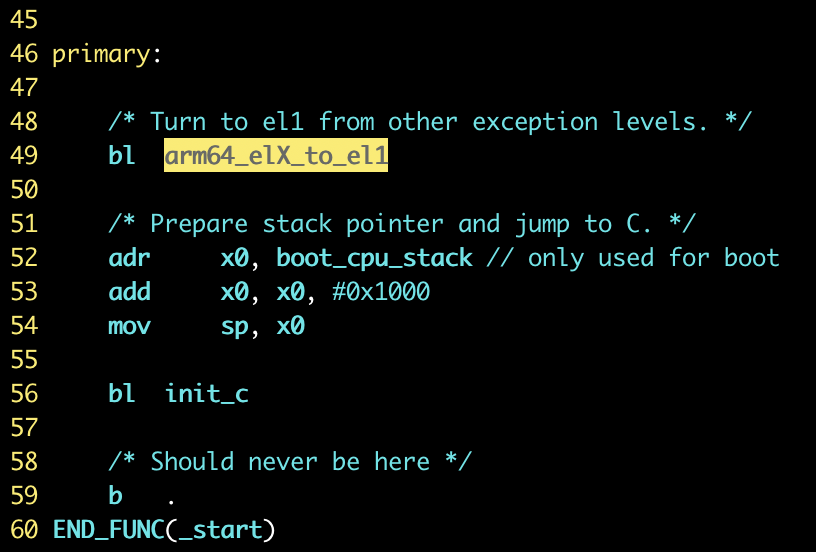 45
46 primary:
47
48     /* Turn to el1 from other exception levels. */
49     bl  arm64_elX_to_el1
50
51     /* Prepare stack pointer and jump to C. */
52     adr     x0, boot_cpu_stack // only used for boot
53     add     x0, x0, #0x1000
54     mov     sp, x0
55
56     bl  init_c
57
58     /* Should never be here */
59     b   .
60 END_FUNC(_start)